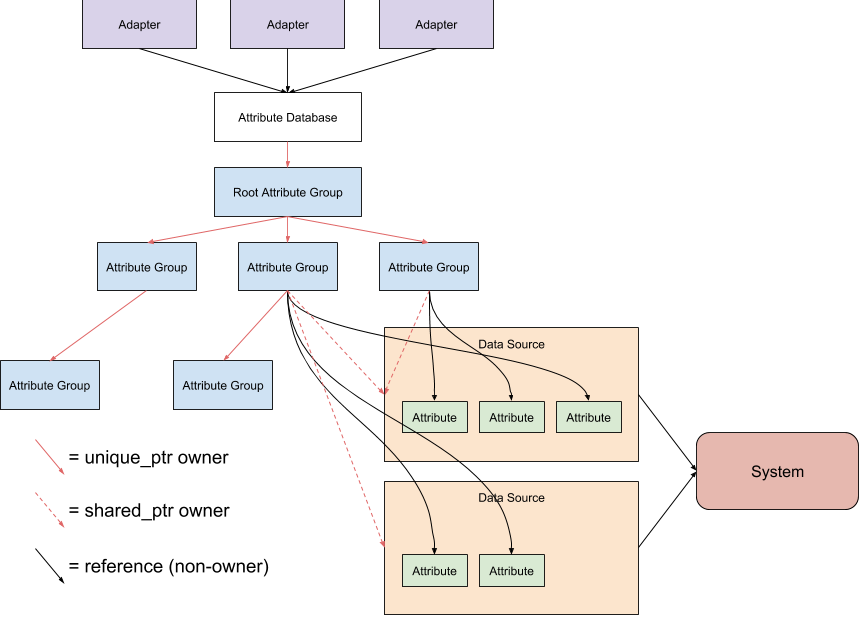 Adapter
Adapter
Adapter
Attribute Database
Root Attribute Group
Attribute Group
Attribute Group
Attribute Group
Data Source
Attribute Group
Attribute Group
Attribute
Attribute
Attribute
= unique_ptr owner
System
Data Source
= shared_ptr owner
= reference (non-owner)
Attribute
Attribute